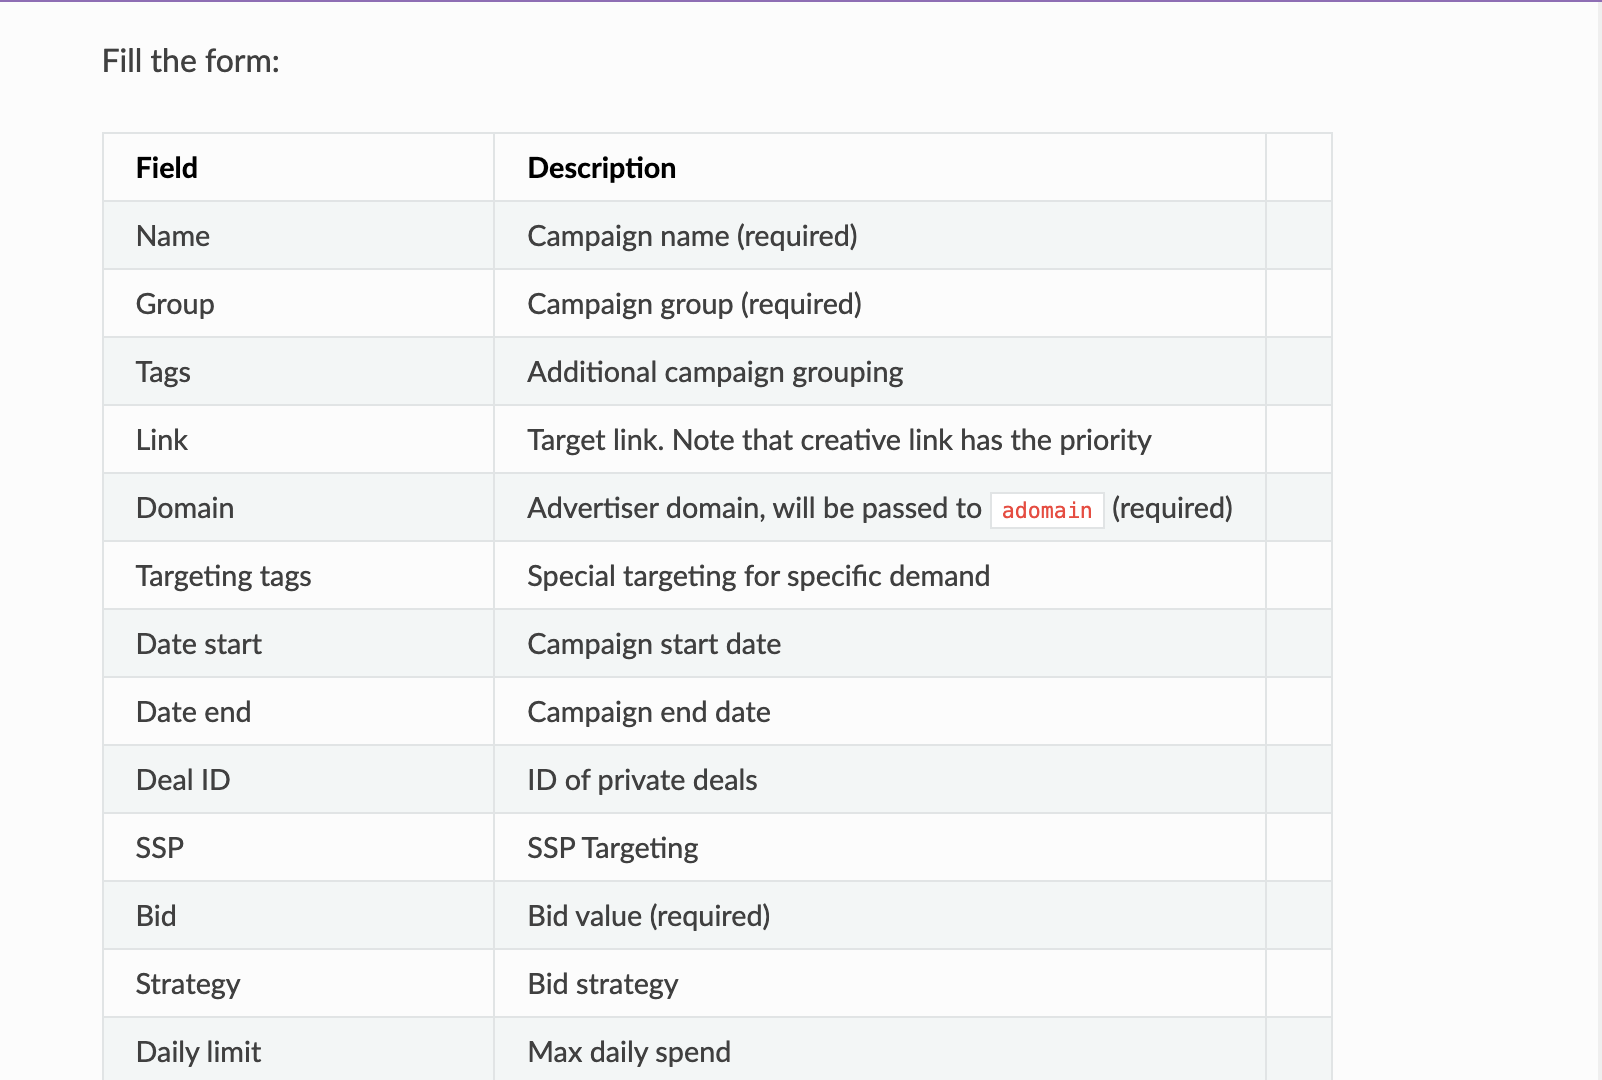 Fill the form:
Field Description
Name Campaign name (required)
Group Campaign group (required)
Tags Additional campaign grouping
Link Target link. Note that creative link has the priority
Domain Advertiser domain, will be passed to adomain (required)
Targeting tags Special targeting for specific demand
Date start Campaign start date
Date end Campaign end date
Deal ID ID of private deals
SSP SSP Targeting
Bid Bid value (required)
Strategy Bid strategy
Daily limit Max daily spend